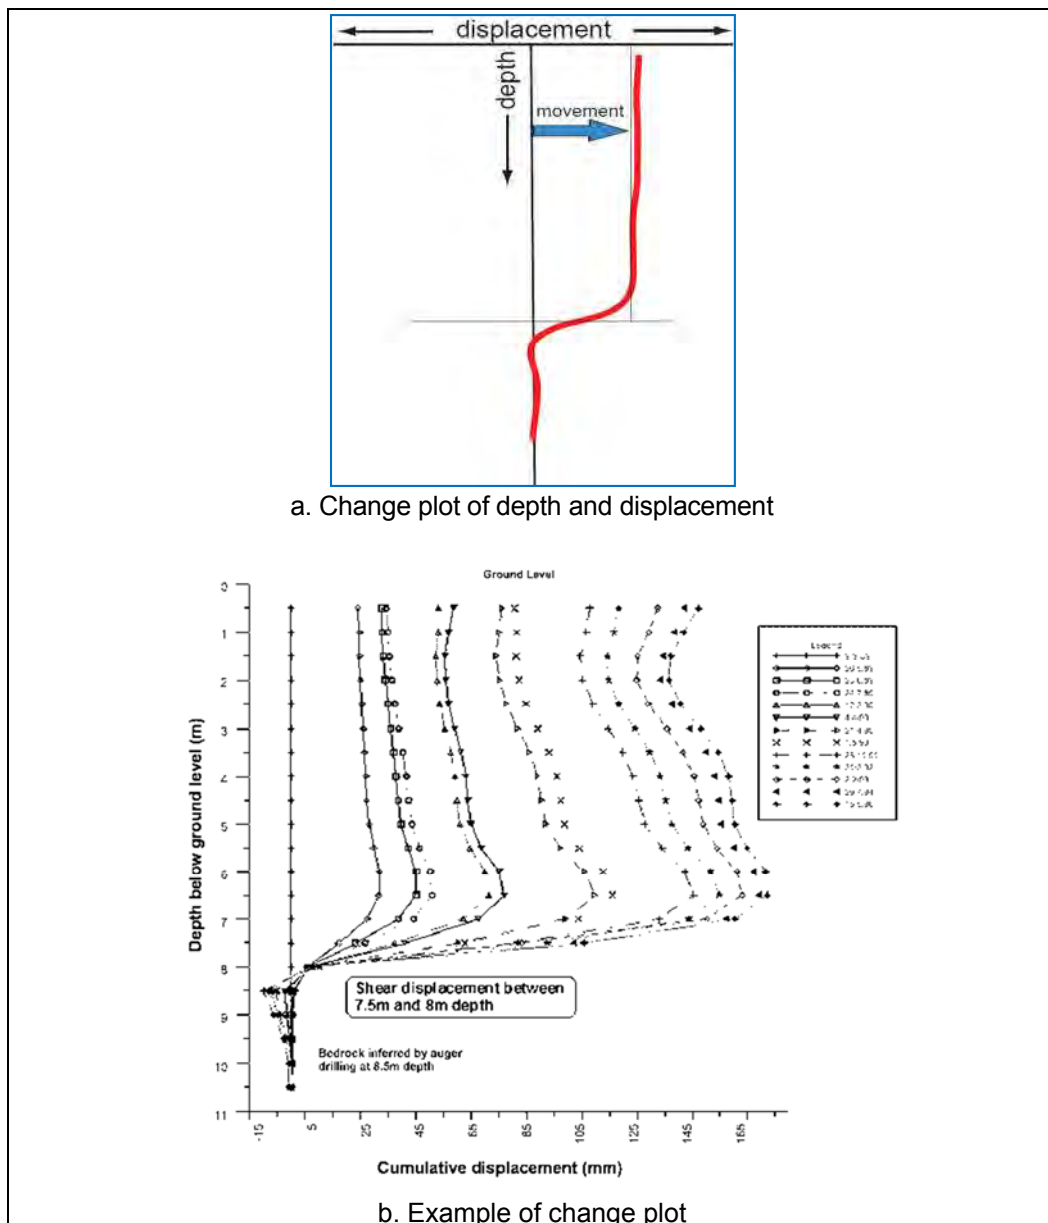 displacement
depth
movement
a. Change plot of depth and displacement
Ground Level
0
1
2
3
4
5
6
7
8
9
10
11
Depth below ground level (m)
Legend
Shear displacement between
7.5m and 8m depth
Bedrock inferred by auger
drilling at 8.5m depth
-15
5
25
45
65
85
105
125
145
165
Cumulative displacement (mm)
b. Example of change plot